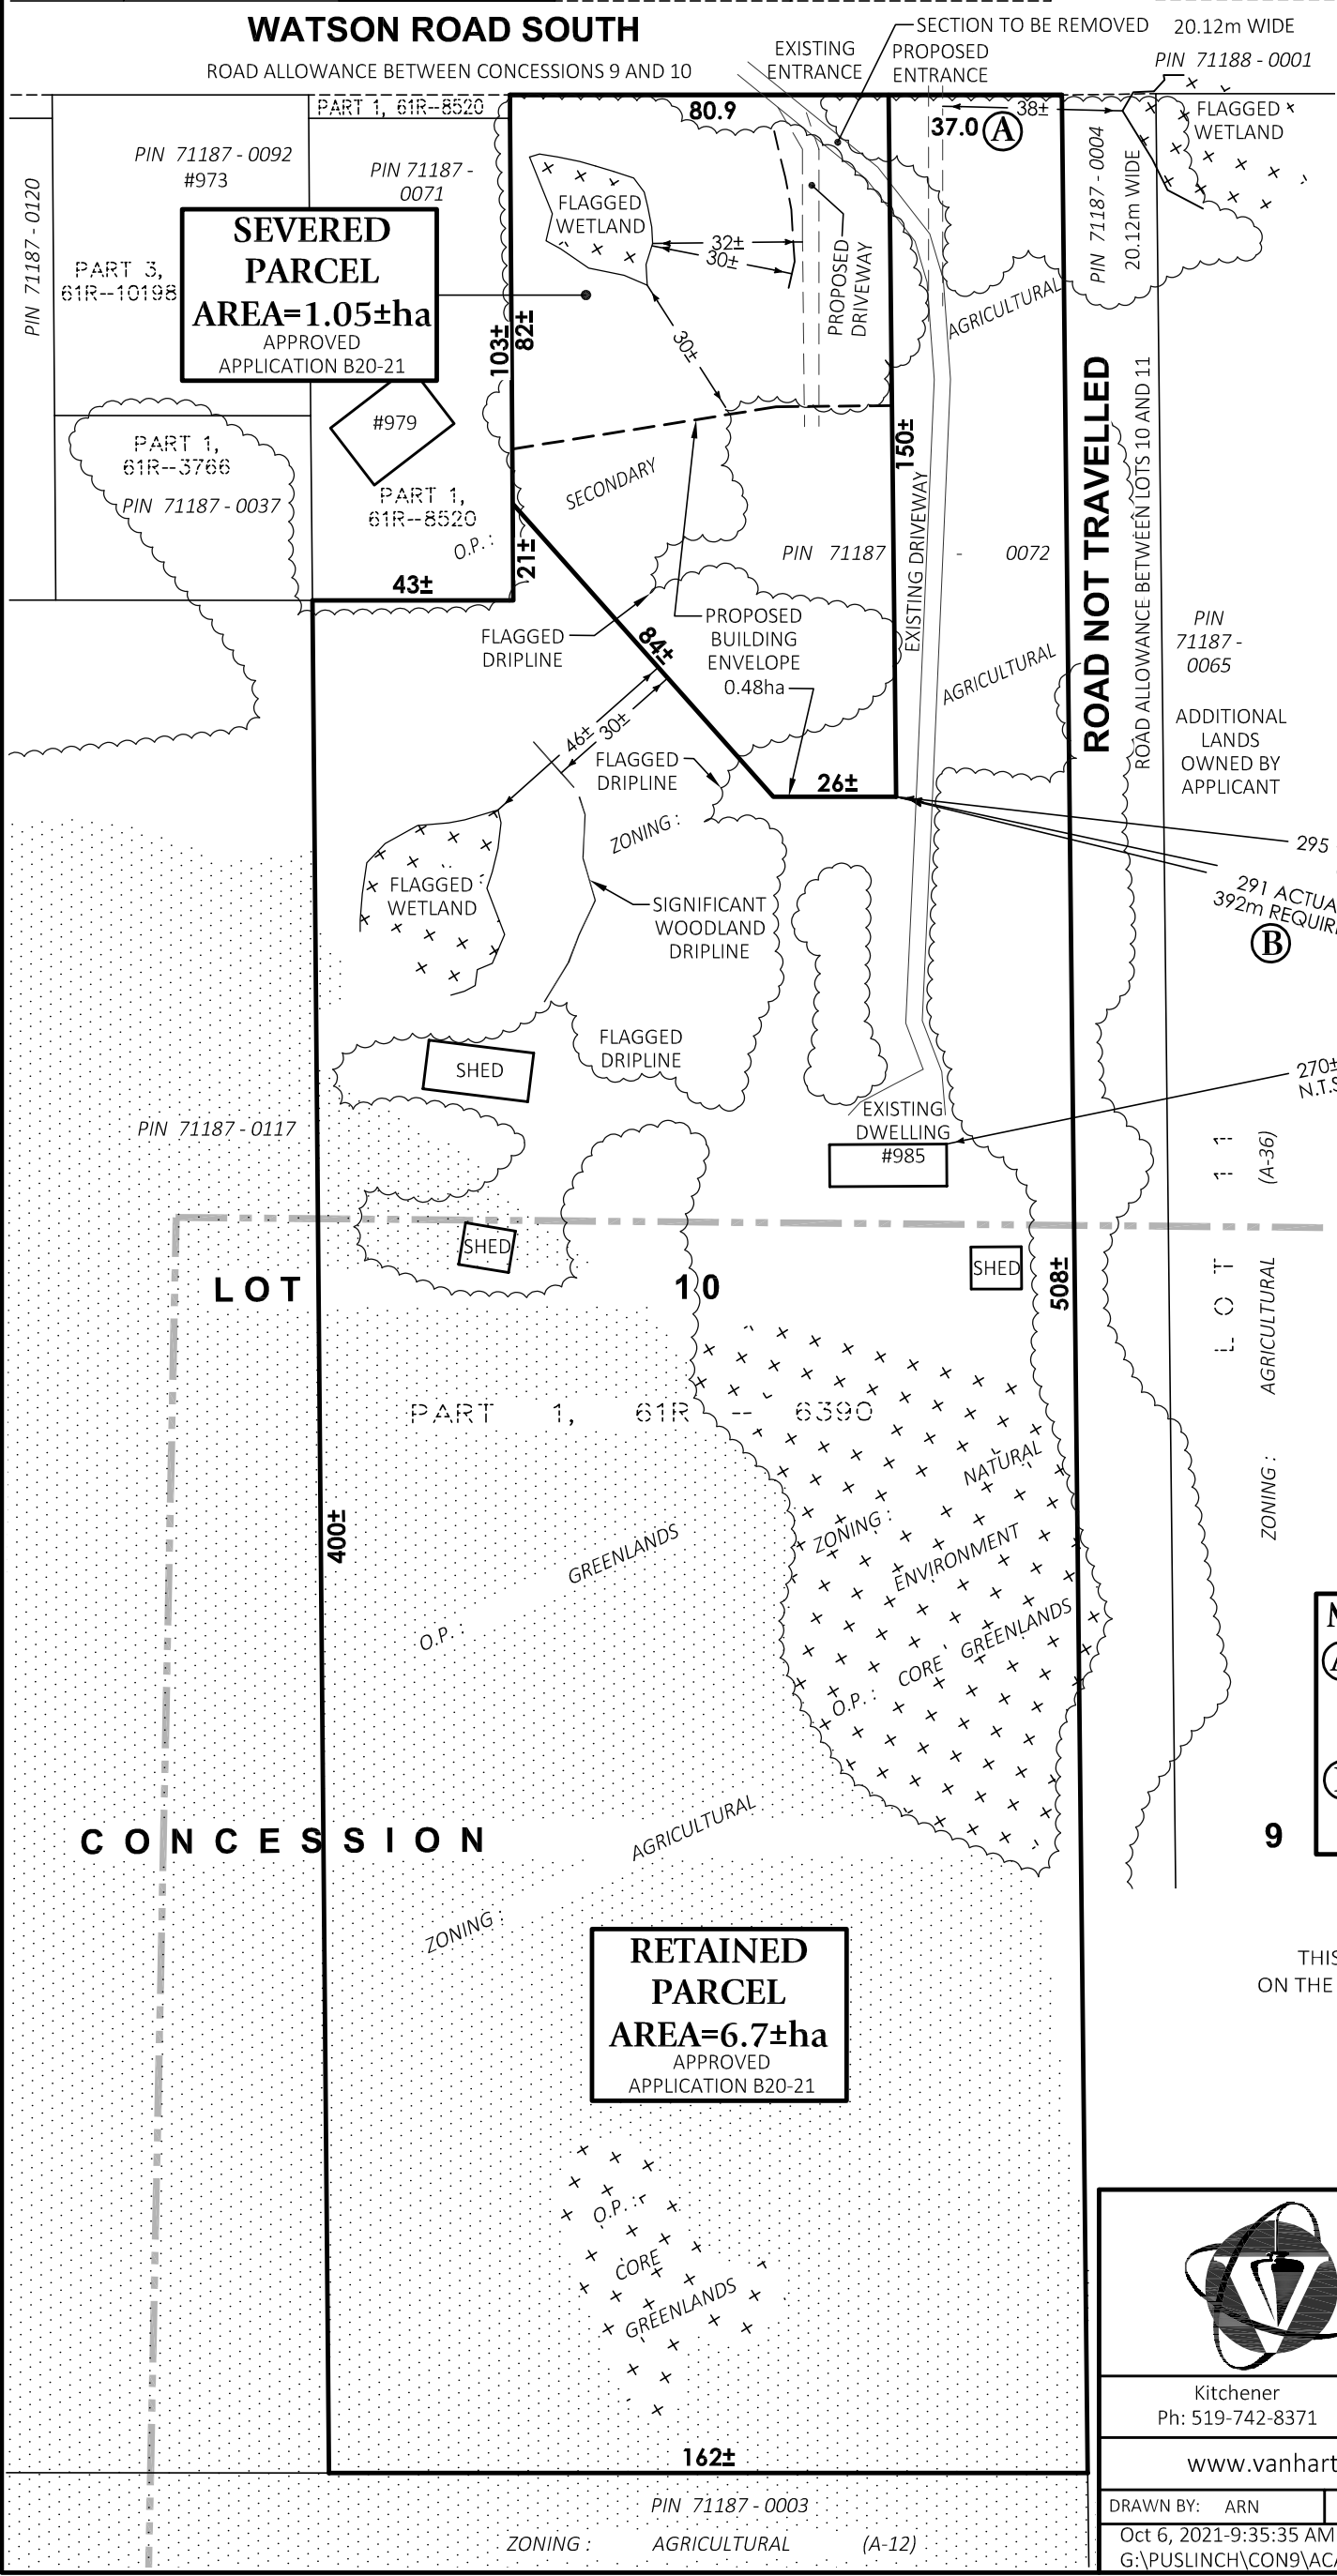 WATSON ROAD SOUTH
ROAD ALLOWANCE BETWEEN CONCESSIONS 9 AND 10
EXISTING
ENTRANCE
SECTION TO BE REMOVED
PROPOSED
ENTRANCE
20.12m WIDE
PIN 71188 - 0001
FLAGGED
WETLAND
PART 1, 61R--8520
80.9
37.0
A
38±
PIN 71187 - 0004
20.12m WIDE
PIN 71187 - 0092
#973
PIN 71187 -
0071
PIN 71187 - 0120
PART 3,
61R--10198
SEVERED
PARCEL
AREA=1.05±ha
APPROVED
APPLICATION B20-21
FLAGGED
WETLAND
32±
30±
PROPOSED
DRIVEWAY
AGRICULTURAL
103±
82±
30±
#979
PART 1,
61R--3766
PIN 71187 - 0037
PART 1,
61R--8520
O.P. :
SECONDARY
150±
EXISTING DRIVEWAY
ROAD NOT TRAVELLED
ROAD ALLOWANCE BETWEEN LOTS 10 AND 11
PIN 71187 - 0072
21±
43±
FLAGGED
DRIPLINE
84±
PROPOSED
BUILDING
ENVELOPE
0.48ha
AGRICULTURAL
PIN
71187 -
0065
ADDITIONAL
LANDS
OWNED BY
APPLICANT
46±
30±
FLAGGED
DRIPLINE
26±
ZONING :
295
291 ACTUA
392m REQUIR
B
FLAGGED
WETLAND
SIGNIFICANT
WOODLAND
DRIPLINE
FLAGGED
DRIPLINE
SHED
270±
N.T.S
PIN 71187 - 0117
EXISTING
DWELLING
#985
SHED
SHED
LOT 10
508±
LOT 11
ZONING : AGRICULTURAL (A-36)
PART 1, 61R -- 6390
400±
GREENLANDS
O.P. :
ZONING :
NATURAL
ENVIRONMENT
O.P. :
CORE
GREENLANDS
CONCESSION 9
AGRICULTURAL
ZONING :
RETAINED
PARCEL
AREA=6.7±ha
APPROVED
APPLICATION B20-21
THIS
ON THE
O.P. :
CORE
GREENLANDS
162±
PIN 71187 - 0003
ZONING : AGRICULTURAL (A-12)
Kitchener
Ph: 519-742-8371
www.vanhart
DRAWN BY: ARN
Oct 6, 2021-9:35:35 AM
G:\PUSLINCH\CON9\AC